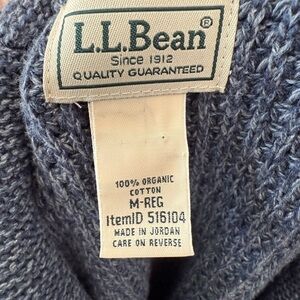 L.L.Bean®
Since 1912
QUALITY GUARANTEED
100% ORGANIC
COTTON
M-REG
ItemID 516104
MADE IN JORDAN
CARE ON REVERSE